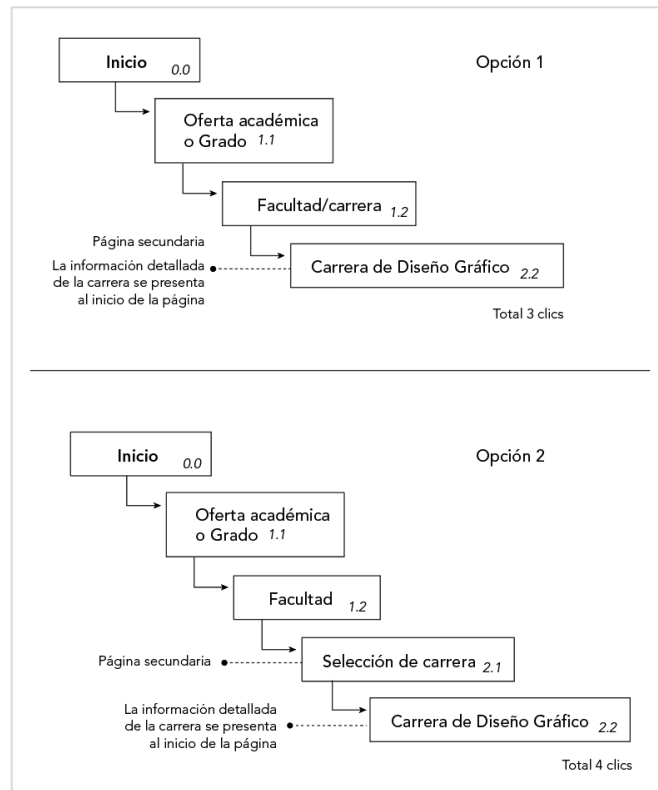 Inicio 0.0
Opción 1
Oferta académica
o Grado 1.1
Facultad/carrera 1.2
Página secundaria
La información detallada
de la carrera se presenta
al inicio de la página
Carrera de Diseño Gráfico 2.2
Total 3 clics
Inicio 0.0
Opción 2
Oferta académica
o Grado 1.1
Facultad 1.2
Página secundaria
Selección de carrera 2.1
La información detallada
de la carrera se presenta
al inicio de la página
Carrera de Diseño Gráfico 2.2
Total 4 clics